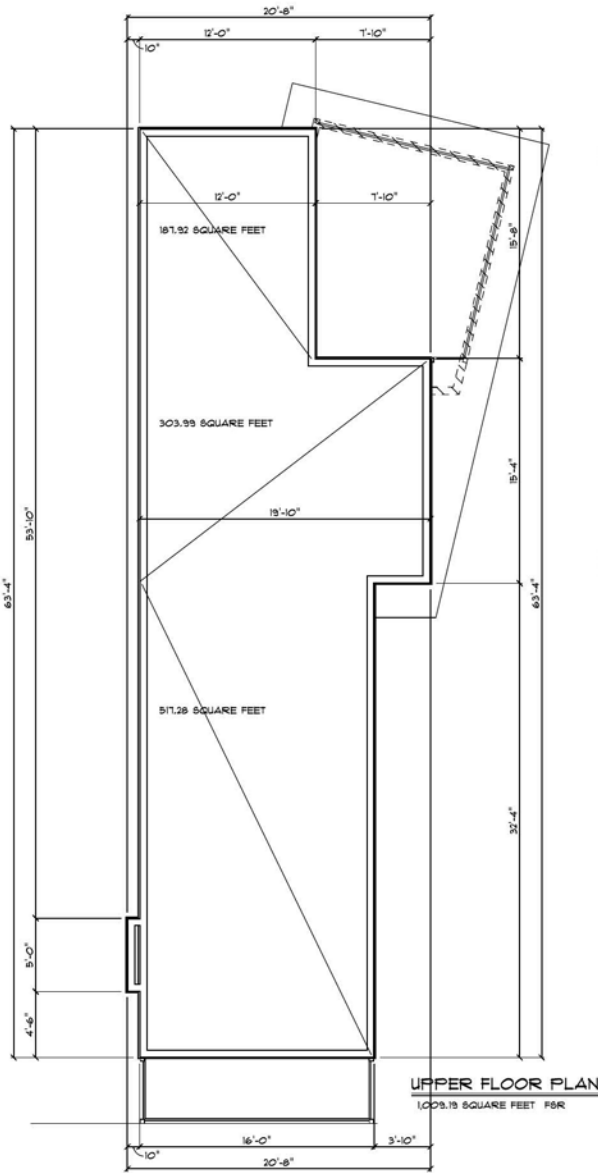 20'-8"
10" 12'-0" 7'-10"
12'-0" 7'-10"
187.92 SQUARE FEET
15'-8"
303.99 SQUARE FEET
53'-10"
15'-4"
19'-10"
63'-4"
63'-4"
517.28 SQUARE FEET
32'-4"
5'-0"
4'-6"
UPPER FLOOR PLAN
1,009.19 SQUARE FEET FSR
10" 16'-0" 3'-10"
20'-8"